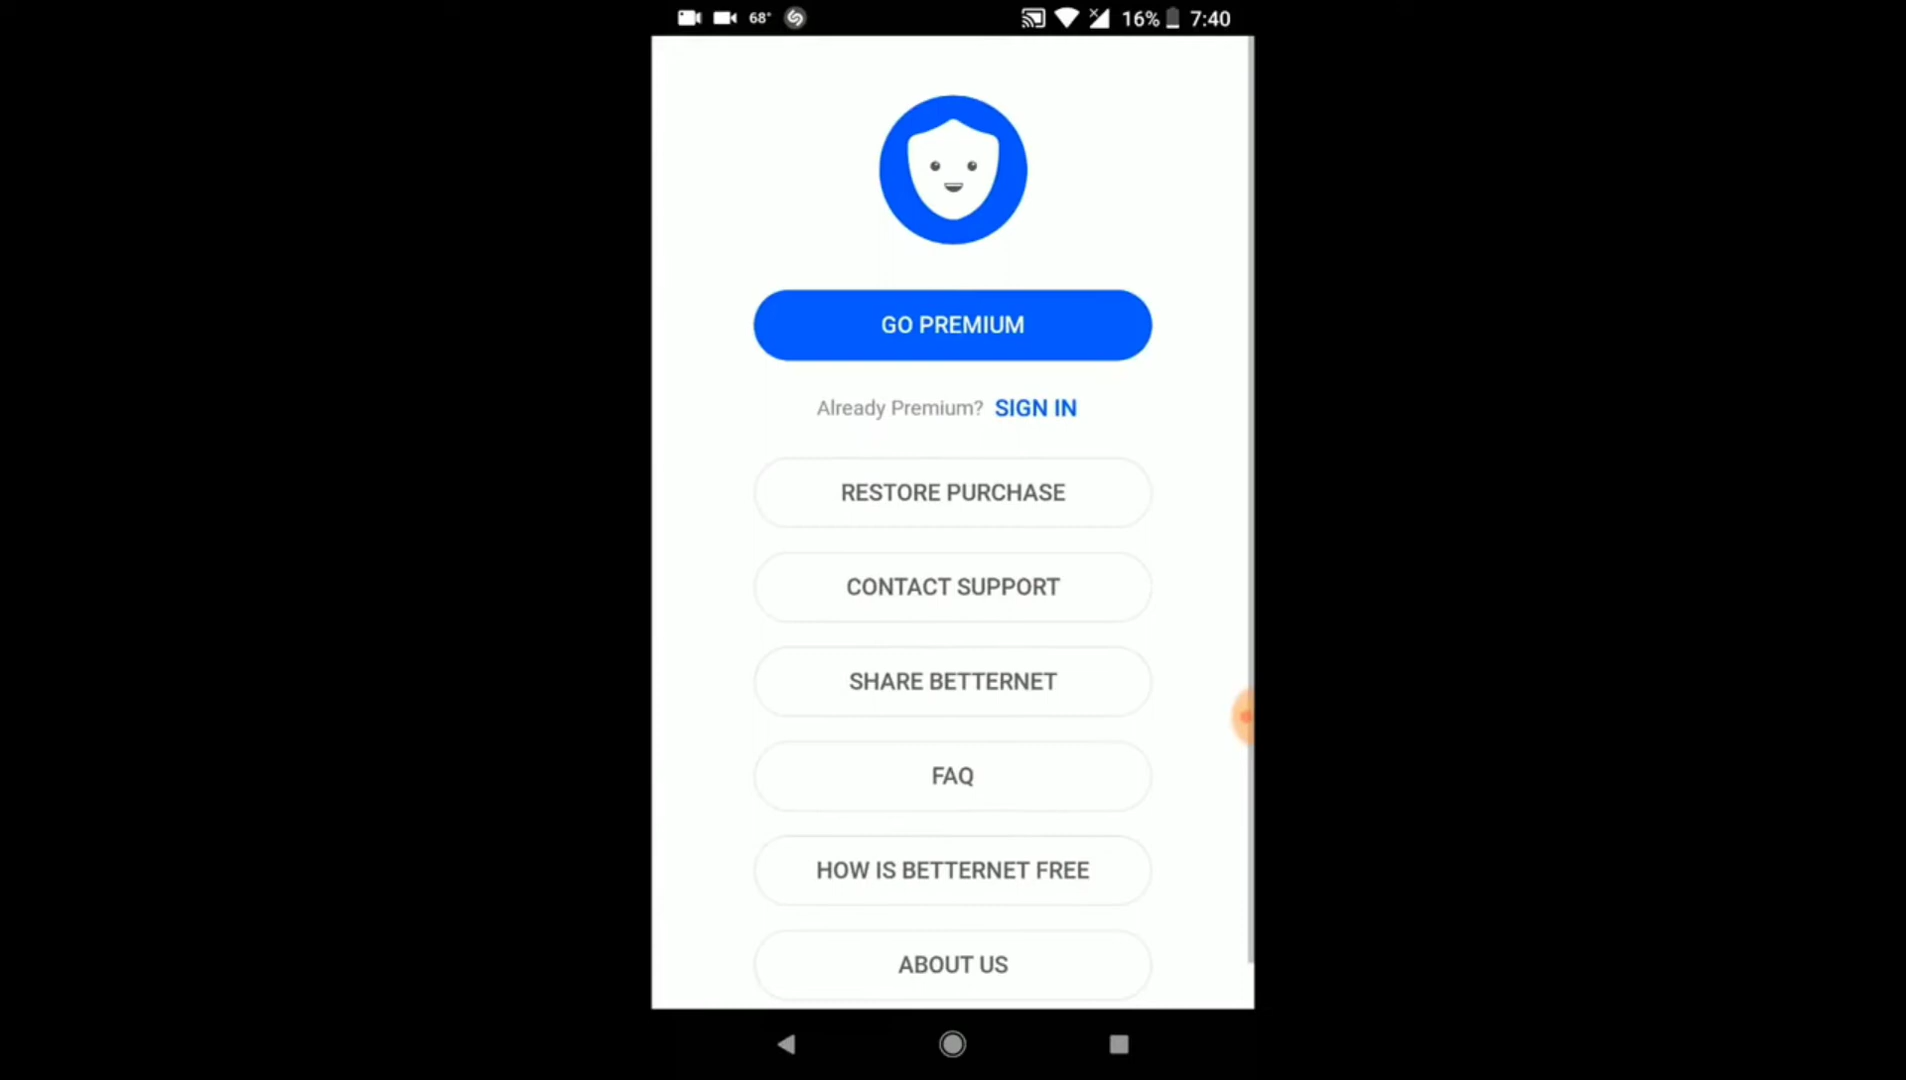 68° 16% 7:40
GO PREMIUM
Already Premium? SIGN IN
RESTORE PURCHASE
CONTACT SUPPORT
SHARE BETTERNET
FAQ
HOW IS BETTERNET FREE
ABOUT US